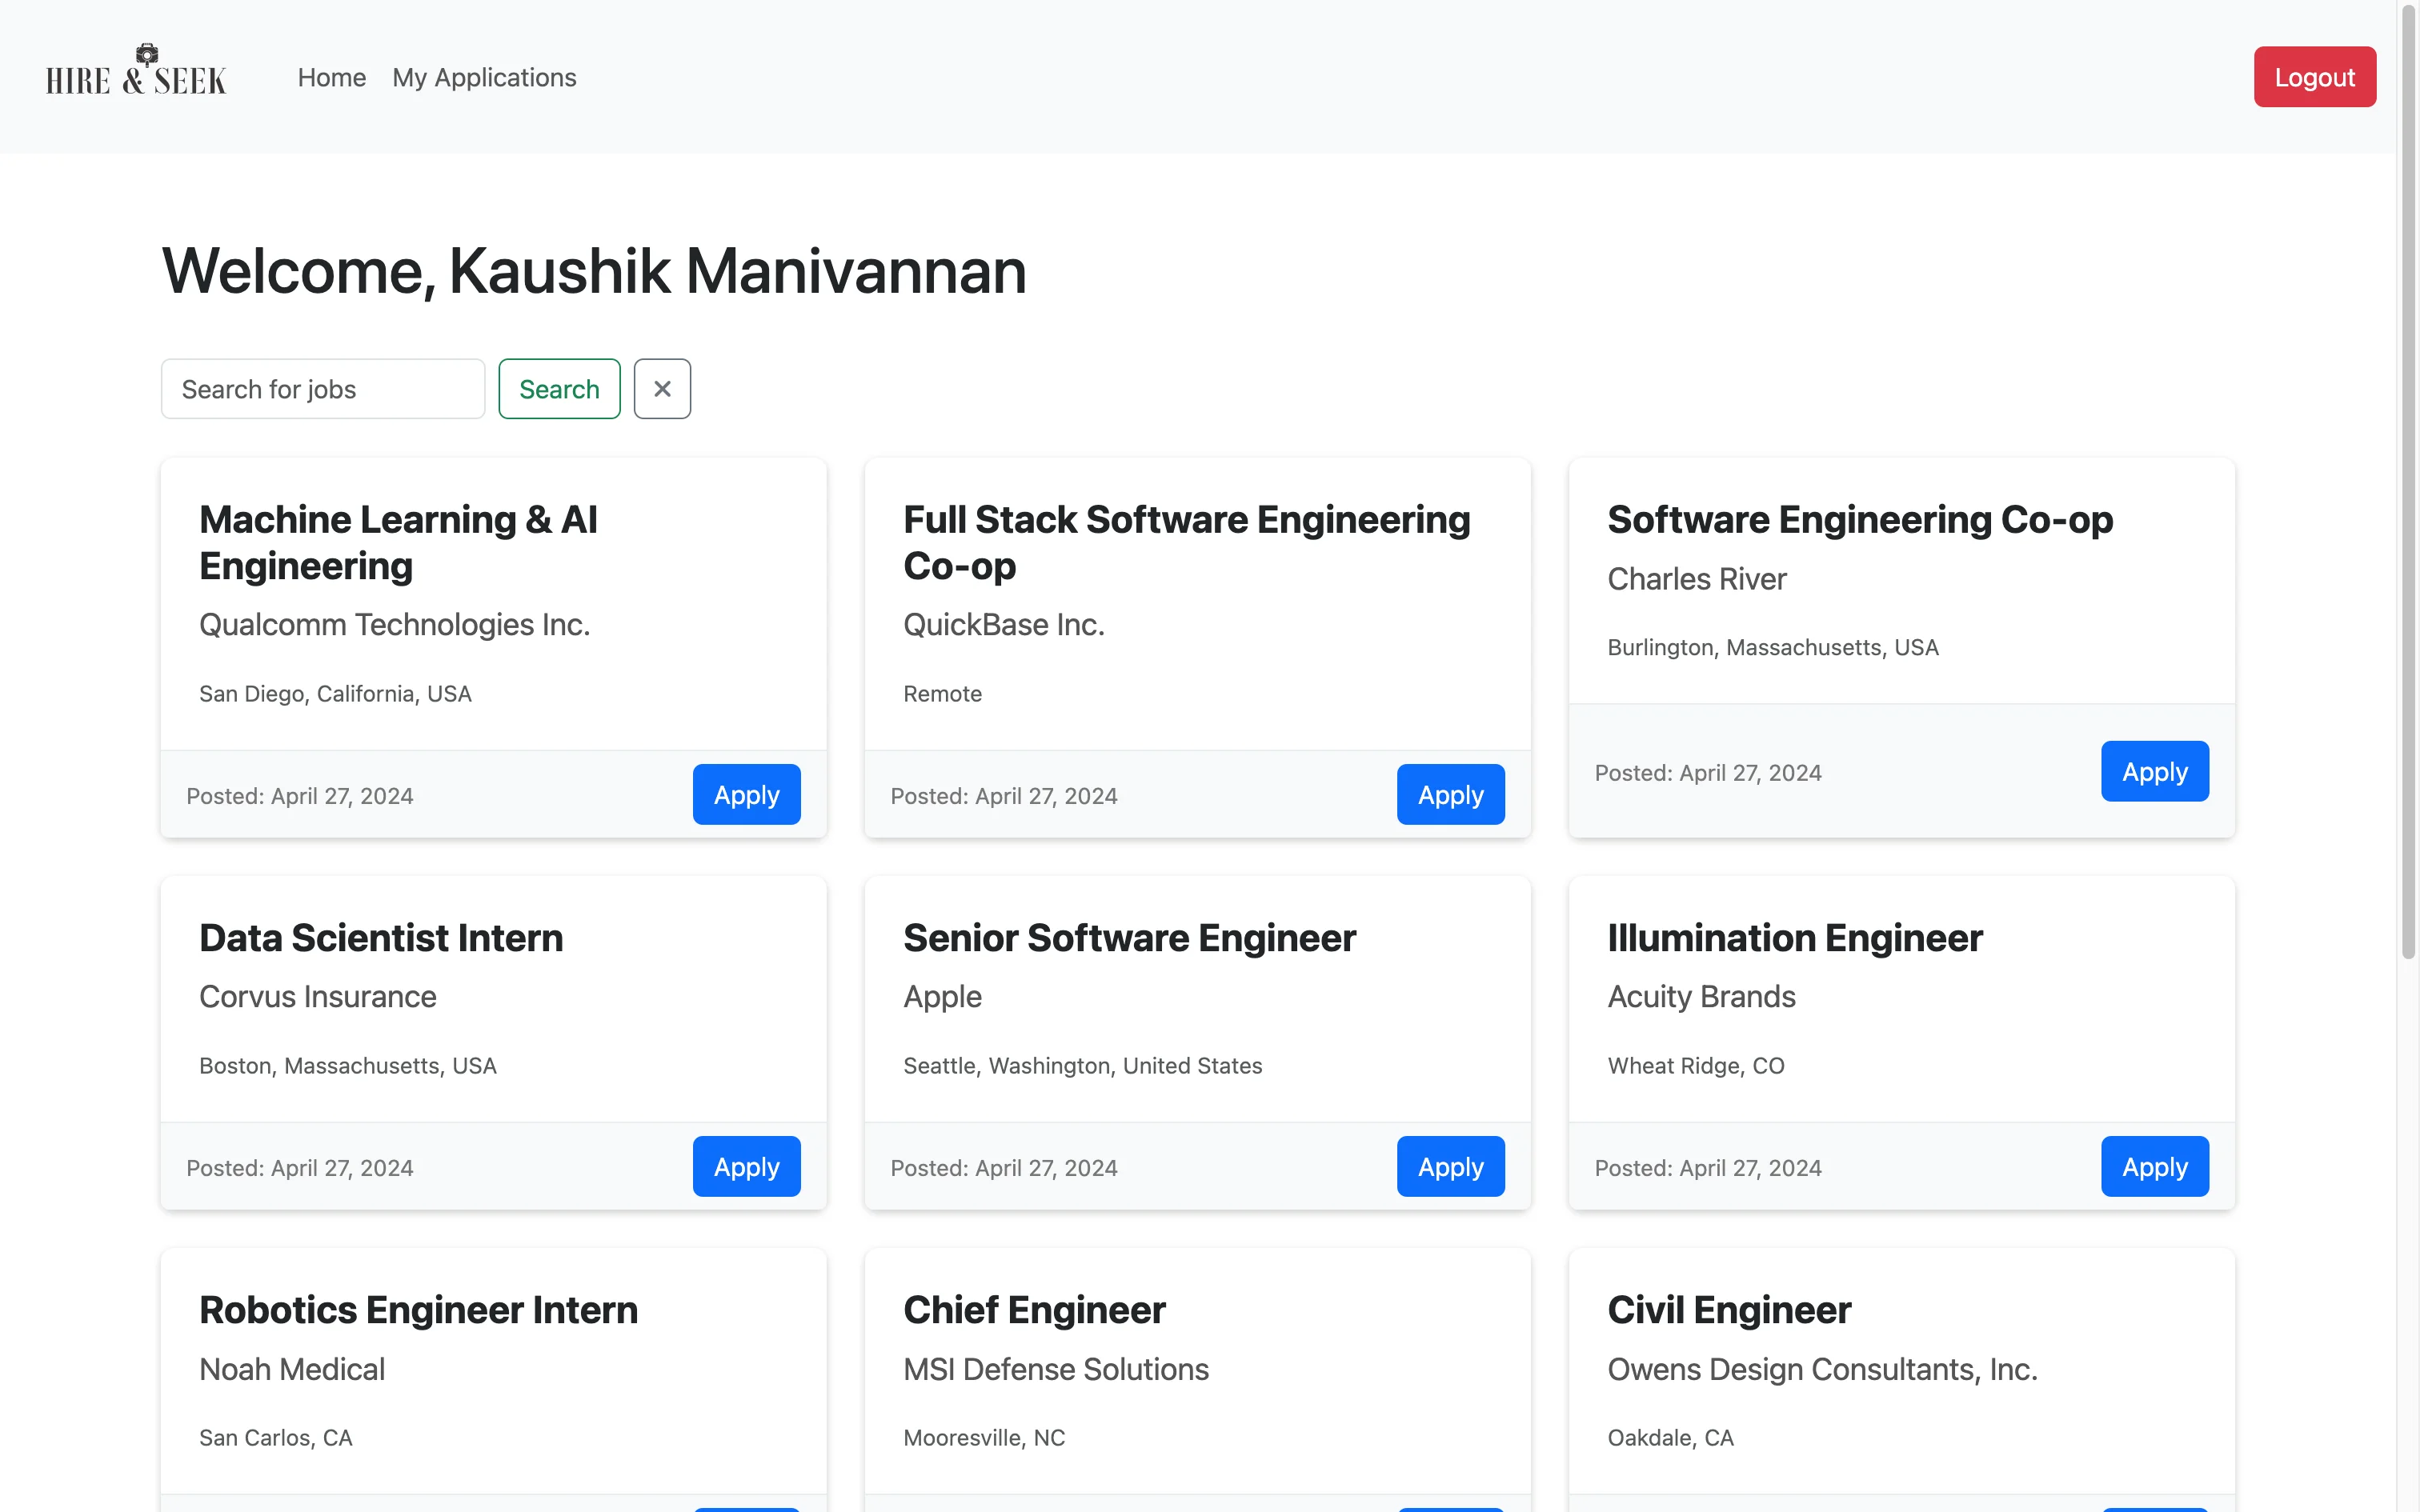 HIRE & SEEK
Home
My Applications
Logout
Welcome, Kaushik Manivannan
Search for jobs
Search
Machine Learning & AI
Engineering
Qualcomm Technologies Inc.
San Diego, California, USA
Posted: April 27, 2024
Apply
Full Stack Software Engineering
Co-op
QuickBase Inc.
Remote
Posted: April 27, 2024
Apply
Software Engineering Co-op
Charles River
Burlington, Massachusetts, USA
Posted: April 27, 2024
Apply
Data Scientist Intern
Corvus Insurance
Boston, Massachusetts, USA
Posted: April 27, 2024
Apply
Senior Software Engineer
Apple
Seattle, Washington, United States
Posted: April 27, 2024
Apply
Illumination Engineer
Acuity Brands
Wheat Ridge, CO
Posted: April 27, 2024
Apply
Robotics Engineer Intern
Noah Medical
San Carlos, CA
Chief Engineer
MSI Defense Solutions
Mooresville, NC
Civil Engineer
Owens Design Consultants, Inc.
Oakdale, CA